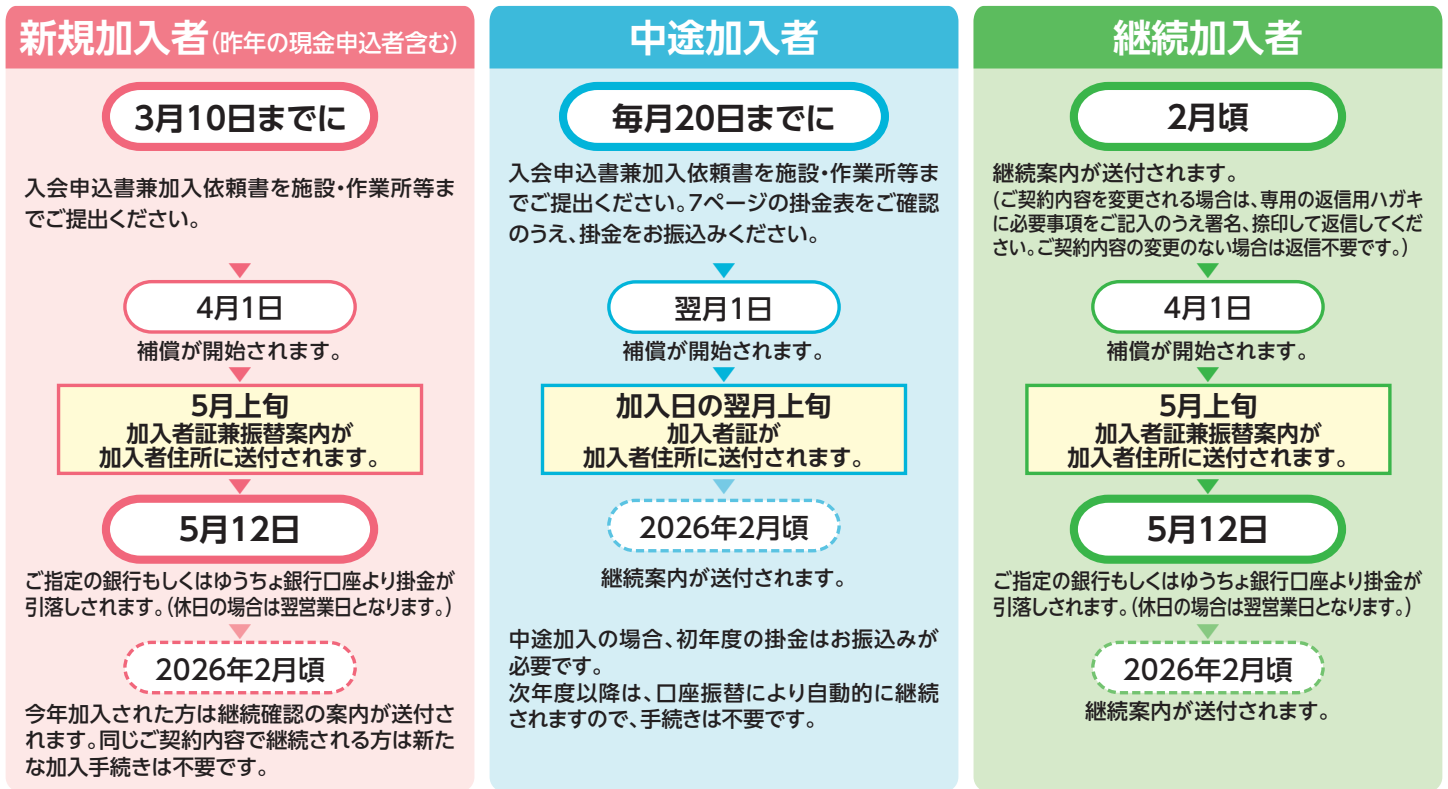 新規加入者(昨年の現金申込者含む)
3月10日までに
入会申込書兼加入依頼書を施設・作業所等ま
でご提出ください。
4月1日
補償が開始されます。
5月上旬
加入者証兼振替案内が
加入者住所に送付されます。
5月12日
ご指定の銀行もしくはゆうちょ銀行口座より掛金が
引落しされます。(休日の場合は翌営業日となります。)
2026年2月頃
今年加入された方は継続確認の案内が送付さ
れます。同じご契約内容で継続される方は新た
な加入手続きは不要です。
中途加入者
毎月20日までに
入会申込書兼加入依頼書を施設・作業所等ま
でご提出ください。7ページの掛金表をご確認
のうえ、掛金をお振込みください。
翌月1日
補償が開始されます。
加入日の翌月上旬
加入者証が
加入者住所に送付されます。
2026年2月頃
継続案内が送付されます。
中途加入の場合、初年度の掛金はお振込みが
必要です。
次年度以降は、口座振替により自動的に継続
されますので、手続きは不要です。
継続加入者
2月頃
継続案内が送付されます。
(ご契約内容を変更される場合は、専用の返信用ハガキ
に必要事項をご記入のうえ署名、捺印して返信してくだ
さい。ご契約内容の変更のない場合は返信不要です。)
4月1日
補償が開始されます。
5月上旬
加入者証兼振替案内が
加入者住所に送付されます。
5月12日
ご指定の銀行もしくはゆうちょ銀行口座より掛金が
引落しされます。(休日の場合は翌営業日となります。)
2026年2月頃
継続案内が送付されます。